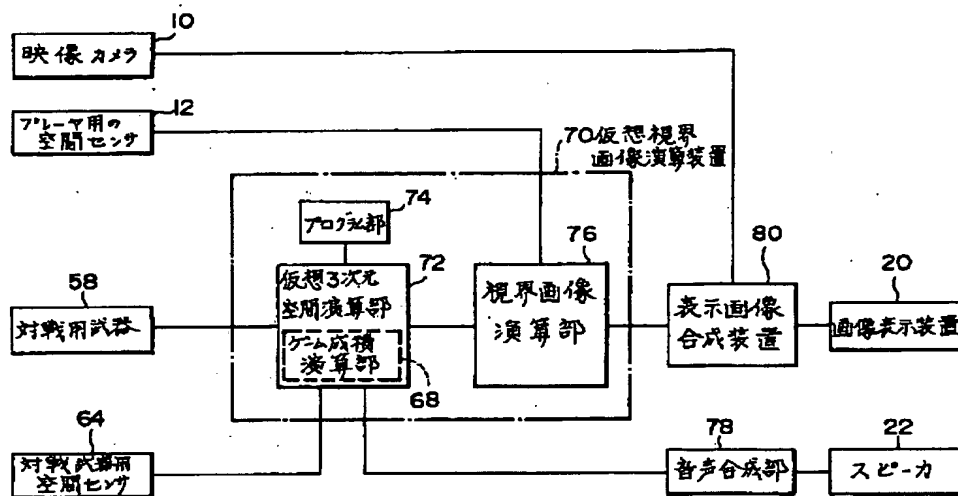 10
映像カメラ
12
プレーヤ用の
空間センサ
70仮想視界
画像演算装置
74
プログラム部
72
仮想3次元
空間演算部
ゲーム成積
演算部
68
76
視界画像
演算部
80
表示画像
合成装置
20
画像表示装置
58
対戦用武器
64
対戦武器用
空間センサ
78
音声合成部
22
スピーカ